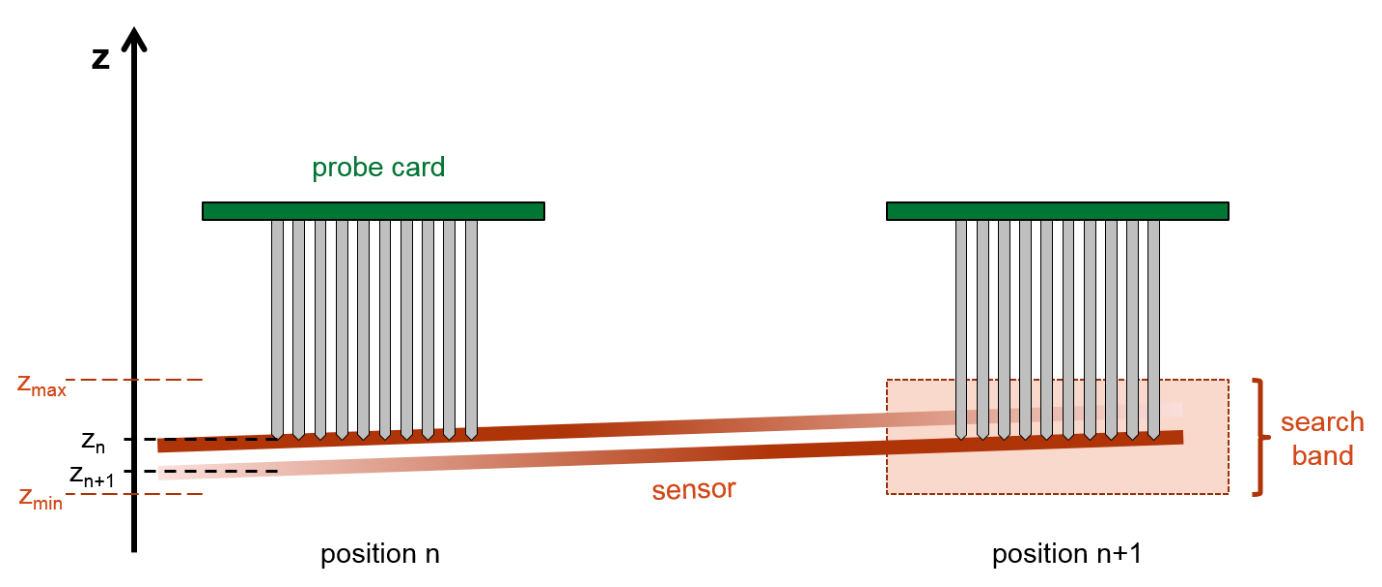 z
probe card
zmax
zn
zn+1
zmin
sensor
search
band
position n
position n+1